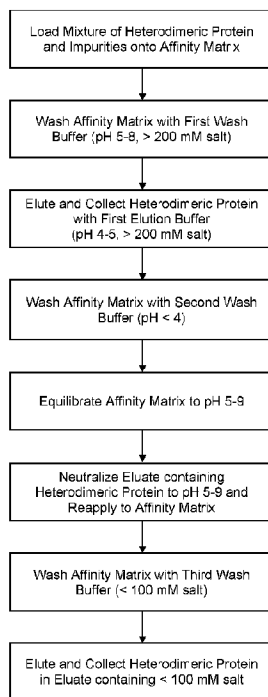 Load Mixture of Heterodimeric Protein
and Impurities onto Affinity Matrix
Wash Affinity Matrix with First Wash
Buffer (pH 5-8, > 200 mM salt)
Elute and Collect Heterodimeric Protein
with First Elution Buffer
(pH 4-5, > 200 mM salt)
Wash Affinity Matrix with Second Wash
Buffer (pH < 4)
Equilibrate Affinity Matrix to pH 5-9
Neutralize Eluate containing
Heterodimeric Protein to pH 5-9 and
Reapply to Affinity Matrix
Wash Affinity Matrix with Third Wash
Buffer (< 100 mM salt)
Elute and Collect Heterodimeric Protein
in Eluate containing < 100 mM salt